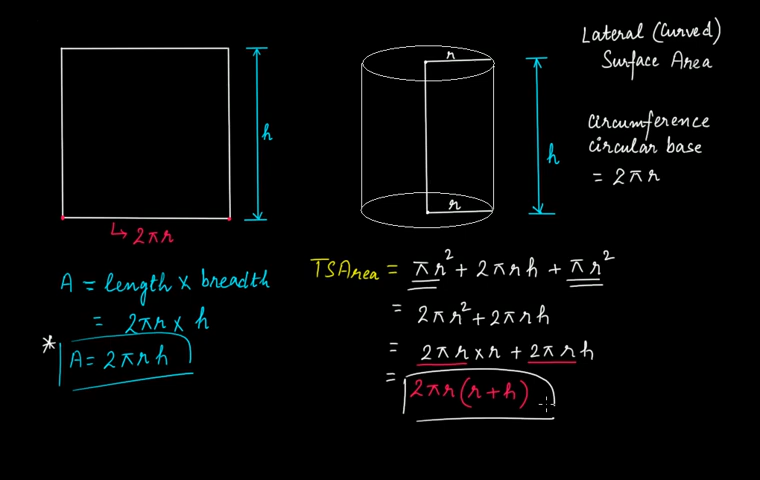 Lateral (Curved)
Surface Area
r
h
h
circumference
circular base
= 2πr
r
↳ 2πr
A = length × breadth
= 2πr × h
* A = 2πrh
TSArea = πr² + 2πrh + πr²
= 2πr² + 2πrh
= 2πr×r + 2πrh
= 2πr(r+h)